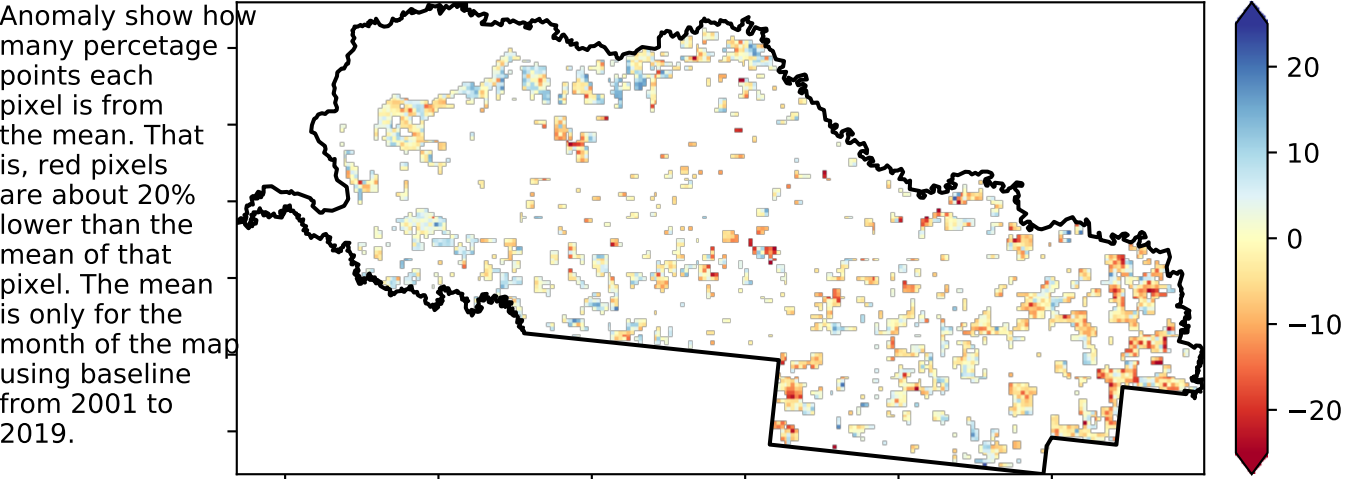 Anomaly show how
many percetage
points each
pixel is from
the mean. That
is, red pixels
are about 20%
lower than the
mean of that
pixel. The mean
is only for the
month of the map
using baseline
from 2001 to
2019.
20
10
0
−10
−20